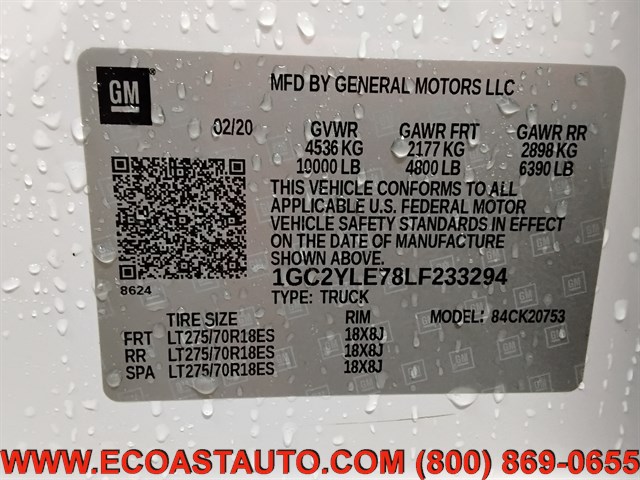 GM
MFD BY GENERAL MOTORS LLC
02/20 GVWR GAWR FRT GAWR RR
4536 KG 2177 KG 2898 KG
10000 LB 4800 LB 6390 LB
THIS VEHICLE CONFORMS TO ALL
APPLICABLE U.S. FEDERAL MOTOR
VEHICLE SAFETY STANDARDS IN EFFECT
ON THE DATE OF MANUFACTURE
SHOWN ABOVE.
8624
1GC2YLE78LF233294
TYPE: TRUCK
TIRE SIZE RIM MODEL: 84CK20753
FRT LT275/70R18ES 18X8J
RR LT275/70R18ES 18X8J
SPA LT275/70R18ES 18X8J
WWW.ECOASTAUTO.COM (800) 869-0655